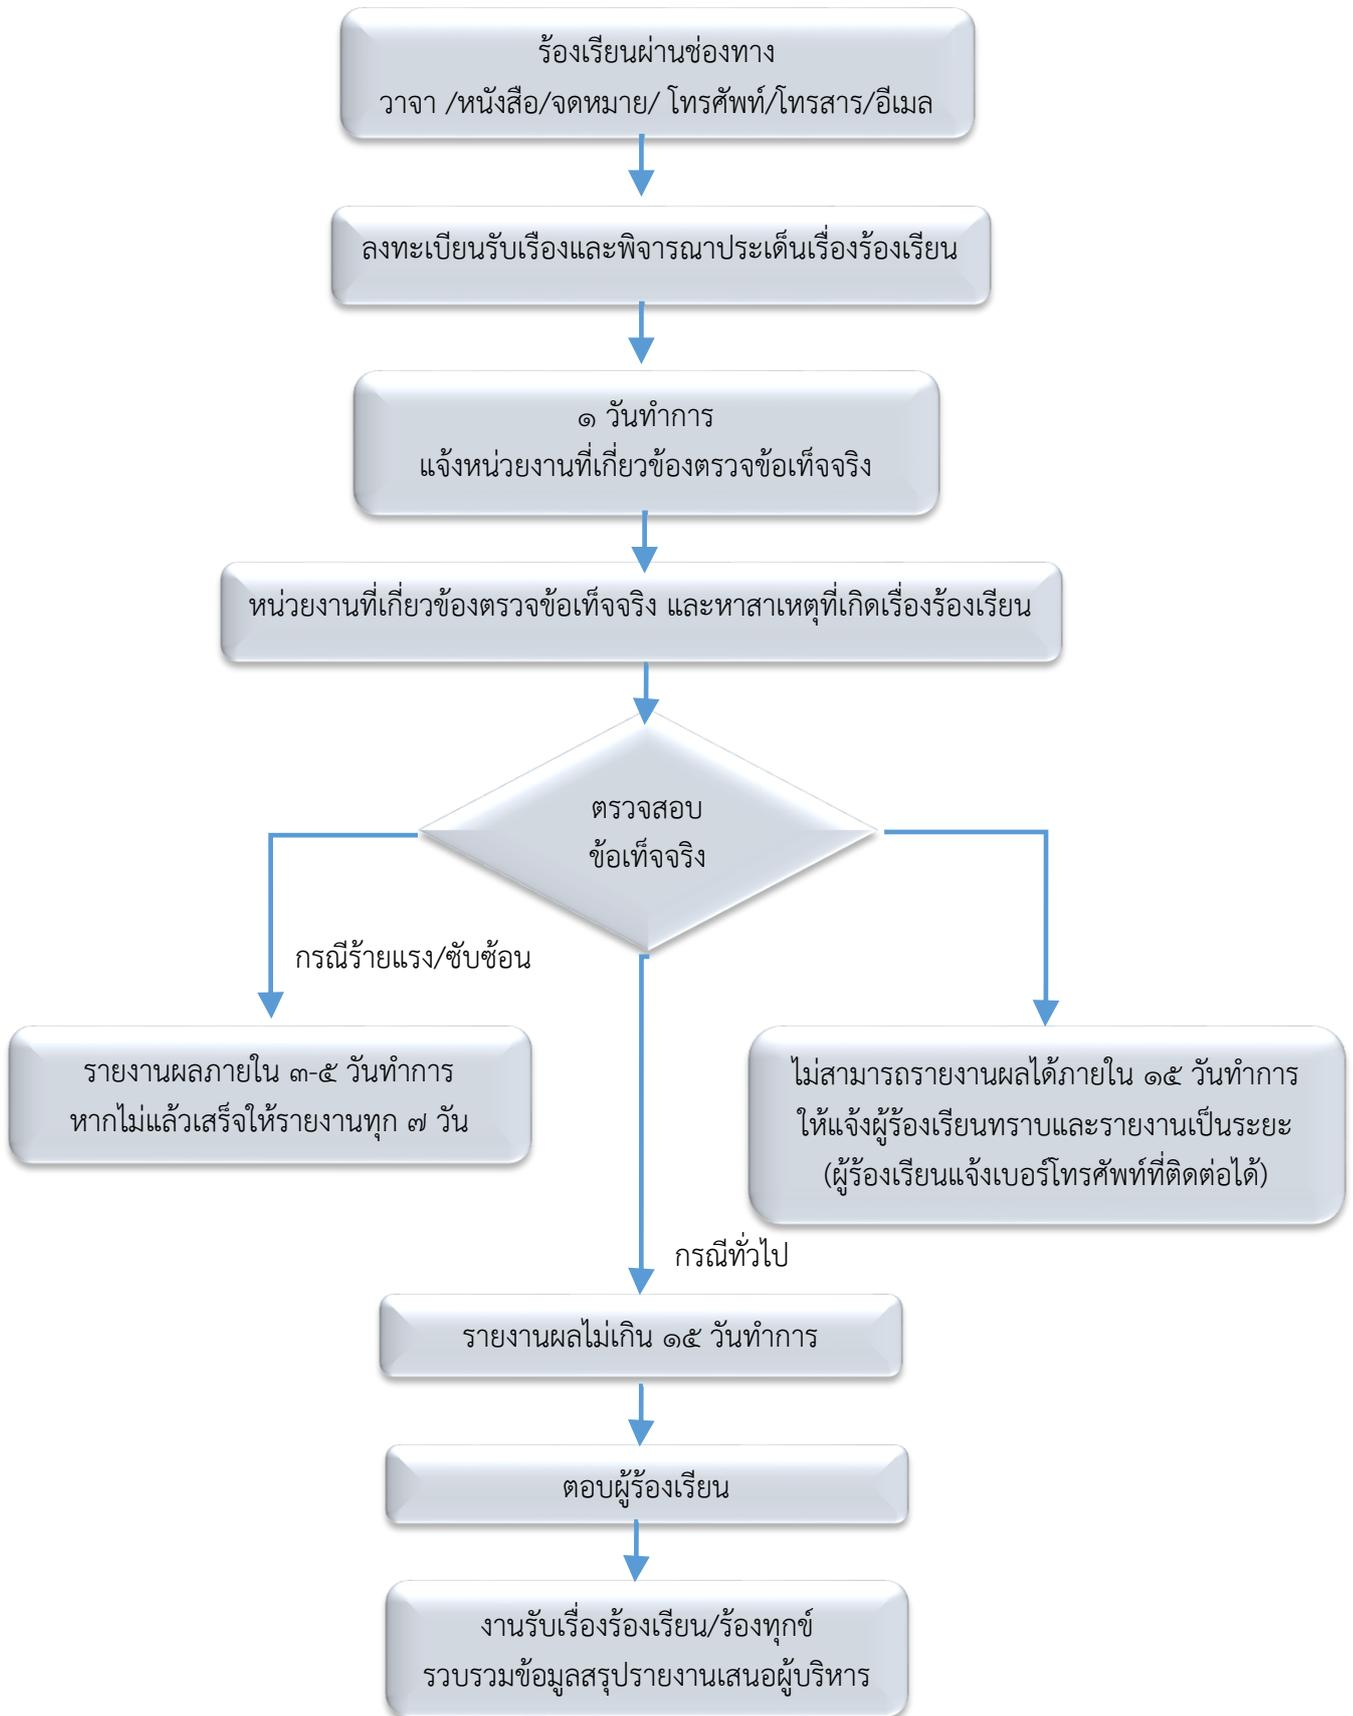 ร้องเรียนผ่านช่องทาง
วาจา /หนังสือ/จดหมาย/ โทรศัพท์/โทรสาร/อีเมล
ลงทะเบียนรับเรื่องและพิจารณาประเด็นเรื่องร้องเรียน
๑ วันทำการ
แจ้งหน่วยงานที่เกี่ยวข้องตรวจข้อเท็จจริง
หน่วยงานที่เกี่ยวข้องตรวจข้อเท็จจริง และหาสาเหตุที่เกิดเรื่องร้องเรียน
ตรวจสอบ
ข้อเท็จจริง
กรณีร้ายแรง/ซับซ้อน
รายงานผลภายใน ๓-๕ วันทำการ
หากไม่แล้วเสร็จให้รายงานทุก ๗ วัน
ไม่สามารถรายงานผลได้ภายใน ๑๕ วันทำการ
ให้แจ้งผู้ร้องเรียนทราบและรายงานเป็นระยะ
(ผู้ร้องเรียนแจ้งเบอร์โทรศัพท์ที่ติดต่อได้)
กรณีทั่วไป
รายงานผลไม่เกิน ๑๕ วันทำการ
ตอบผู้ร้องเรียน
งานรับเรื่องร้องเรียน/ร้องทุกข์
รวบรวมข้อมูลสรุปรายงานเสนอผู้บริหาร